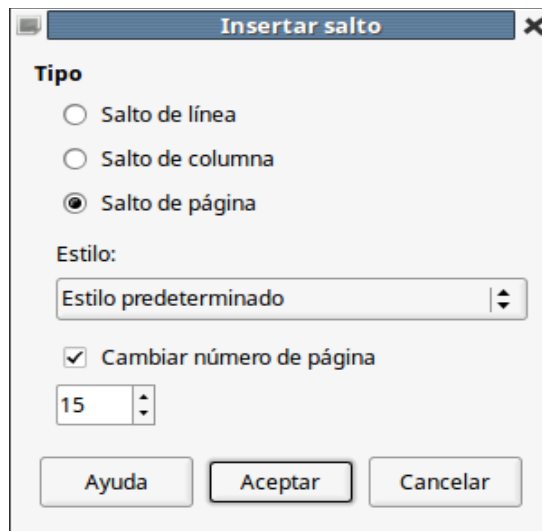 Insertar salto
Tipo
Salto de línea
Salto de columna
Salto de página
Estilo:
Estilo predeterminado
Cambiar número de página
15
Ayuda
Aceptar
Cancelar